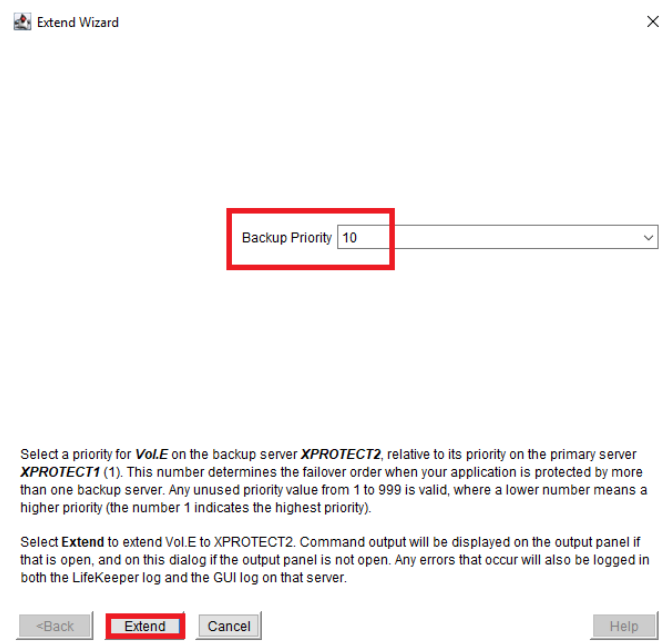 Extend Wizard
Backup Priority 10
Select a priority for Vol.E on the backup server XPROTECT2, relative to its priority on the primary server
XPROTECT1 (1). This number determines the failover order when your application is protected by more
than one backup server. Any unused priority value from 1 to 999 is valid, where a lower number means a
higher priority (the number 1 indicates the highest priority).
Select Extend to extend Vol.E to XPROTECT2. Command output will be displayed on the output panel if
that is open, and on this dialog if the output panel is not open. Any errors that occur will also be logged in
both the LifeKeeper log and the GUI log on that server.
<Back Extend Cancel Help